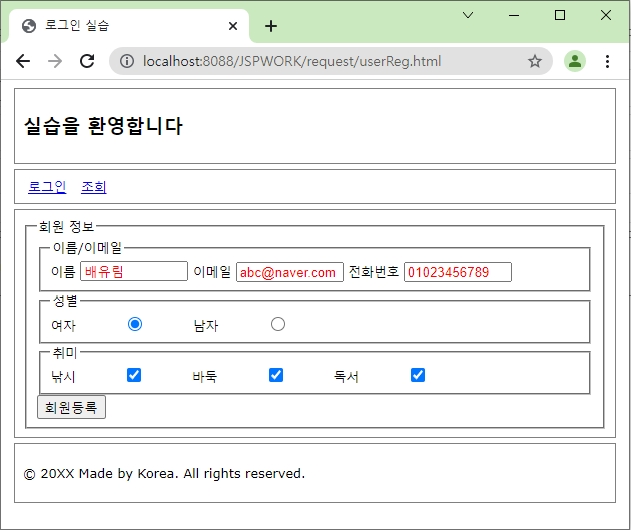 로그인 실습
localhost:8088/JSPWORK/request/userReg.html
실습을 환영합니다
로그인 조회
회원 정보
이름/이메일
이름 배유림 이메일 abc@naver.com 전화번호 01023456789
성별
여자 남자
취미
낚시 바둑 독서
회원등록
© 20XX Made by Korea. All rights reserved.